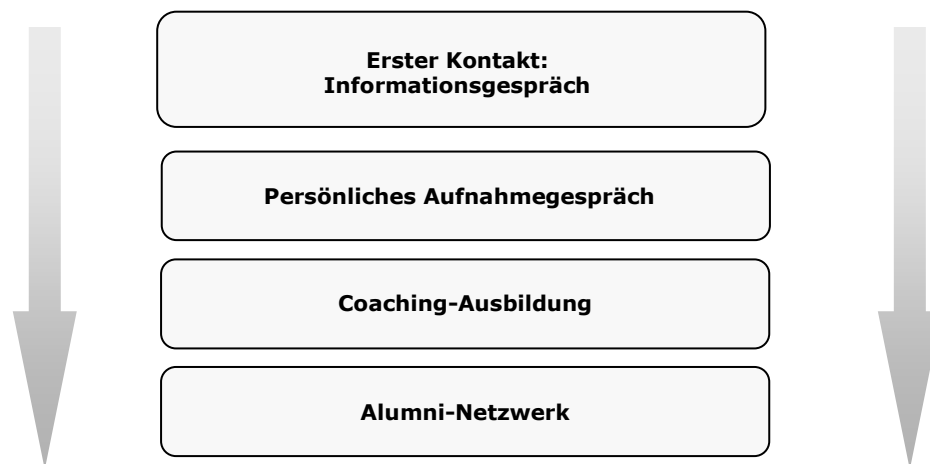 Erster Kontakt:
Informationsgespräch
Persönliches Aufnahmegespräch
Coaching-Ausbildung
Alumni-Netzwerk